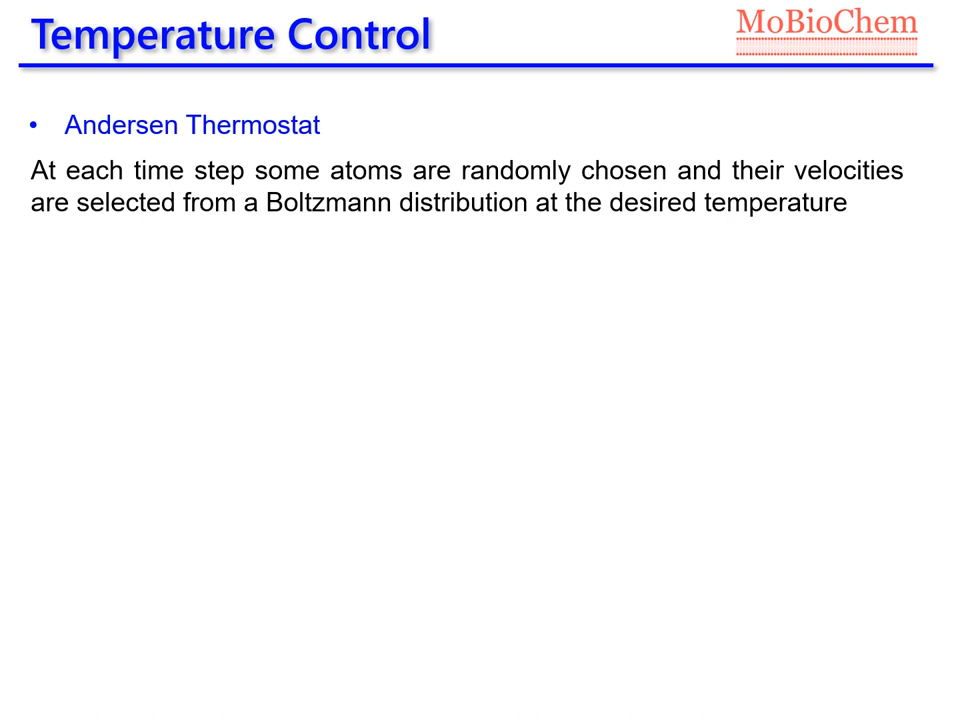 Temperature Control
MoBioChem
• Andersen Thermostat
At each time step some atoms are randomly chosen and their velocities
are selected from a Boltzmann distribution at the desired temperature